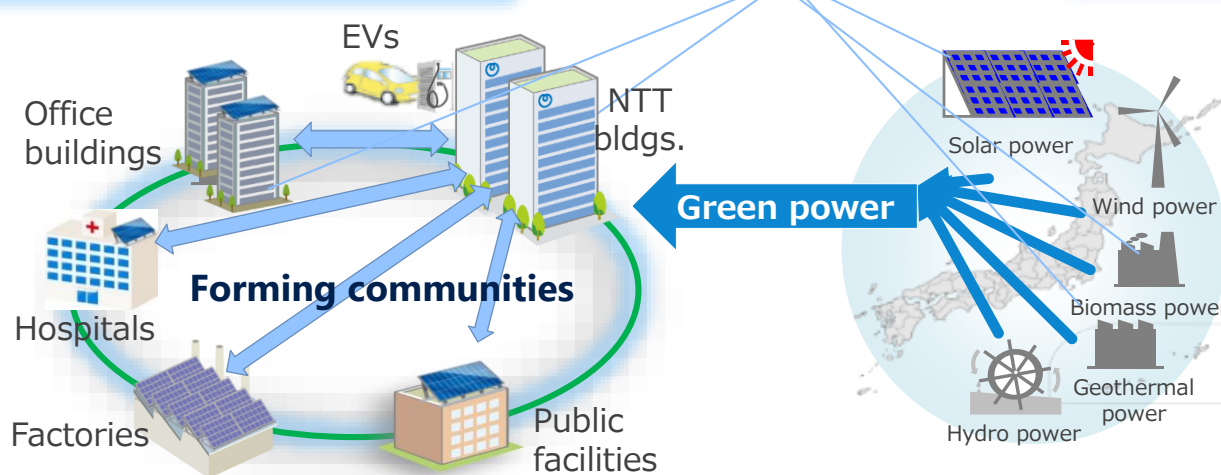 EVs
Office
buildings
NTT
bldgs.
Solar power
Green power
Wind power
Forming communities
Hospitals
Biomass power
Geothermal
power
Hydro power
Factories
Public
facilities